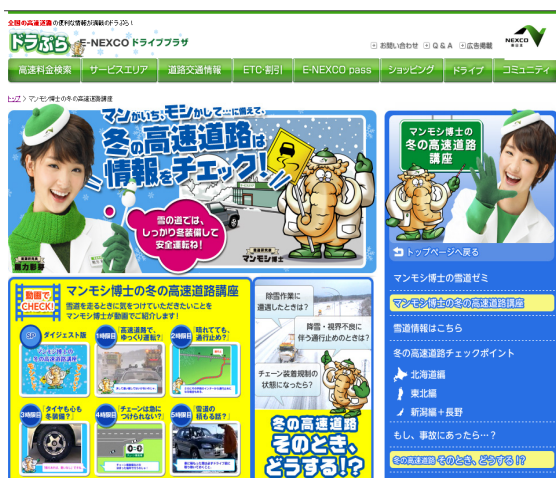 全国の高速道路の便利な情報が満載のドラぷら!
ドラぷら E-NEXCO ドライブプラザ
お問い合わせ Q & A 広告掲載
NEXCO
高速料金検索 サービスエリア 道路交通情報 ETC・割引 E-NEXCO pass ショッピング ドライブ コミュニティ
トップ > マンモシ博士の冬の高速道路講座
マンがいち、モシかして…に備えて、
冬の高速道路は
情報をチェック!
雪の道では、
しっかり冬装備して
安全運転ね!
マンモシ博士
マンモシ博士の
冬の高速道路
講座
トップページへ戻る
マンモシ博士の雪道ゼミ
マンモシ博士の冬の高速道路講座
雪道情報はこちら
冬の高速道路チェックポイント
北海道編
東北編
新潟編+長野
もし、事故にあったら…?
冬の高速道路 そのとき、どうする!?
動画で
CHECK!
マンモシ博士の冬の高速道路講座
雪道を走るときに気をつけていただきたいことを
マンモシ博士が動画でご紹介します!
SP ダイジェスト版
マンモシ博士の
冬の高速道路講座
1時限目 高速道路で、
ゆっくり運転?
2時限目 晴れてても、
通行止め?
3時限目 タイヤも心も
冬装備?
4時限目 チェーンは急に
つけられない?
5時限目 雪道の
積もる話?
除雪作業に
遭遇したときは?
降雪・視界不良に
伴う通行止めのときは?
チェーン装着規制の
状態になったら?
冬の高速道路
そのとき、
どうする!?